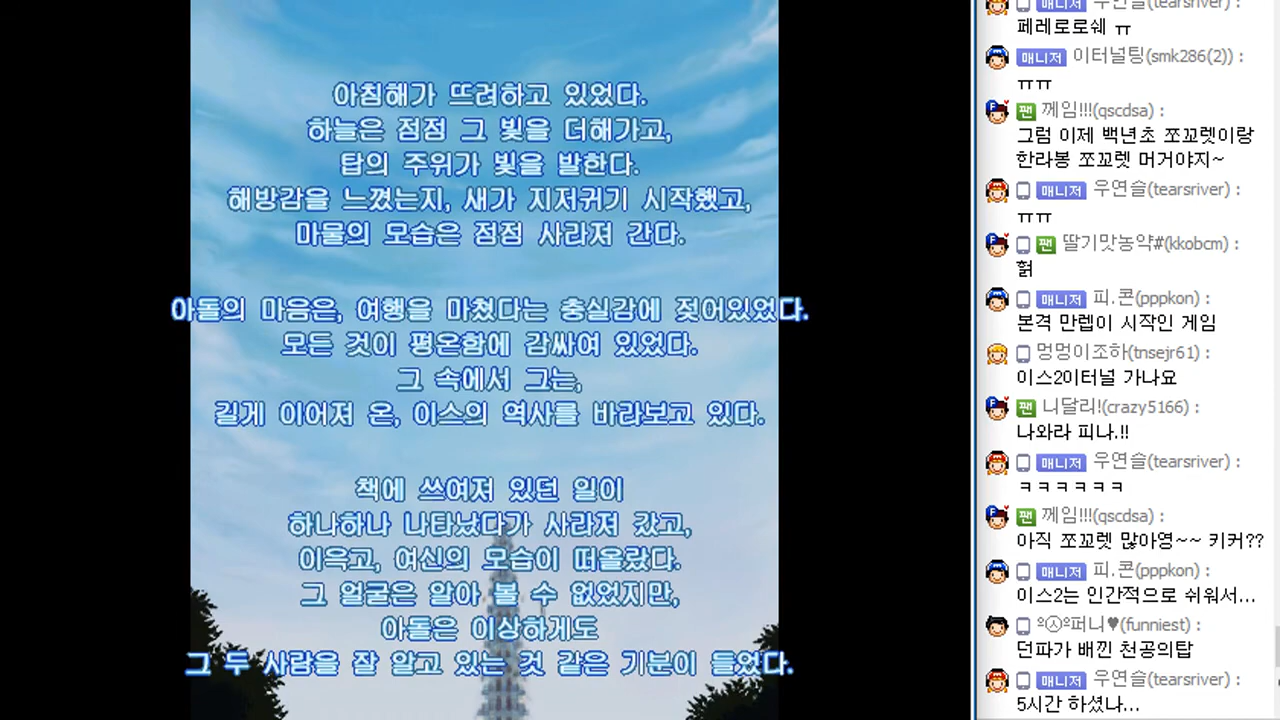 아침해가 뜨려하고 있었다.
하늘은 점점 그 빛을 더해가고,
탑의 주위가 빛을 발한다.
해방감을 느꼈는지, 새가 지저귀기 시작했고,
마물의 모습은 점점 사라져 간다.
아돌의 마음은, 여행을 마쳤다는 충실감에 젖어있었다.
모든 것이 평온함에 감싸여 있었다.
그 속에서 그는,
길게 이어져 온, 이스의 역사를 바라보고 있다.
책에 쓰여져 있던 일이
하나하나 나타났다가 사라져 갔고,
이윽고, 여신의 모습이 떠올랐다.
그 얼굴은 알아 볼 수 없었지만,
아돌은 이상하게도
그 두 사람을 잘 알고 있는 것 같은 기분이 들었다.
매니저 우연슬(tearsriver) :
페레로로쉐 ㅠ
매니저 이터널팅(smk286(2)) :
ㅠㅠ
팬 께임!!!(qscdsa) :
그럼 이제 백년초 쪼꼬렛이랑
한라봉 쪼꼬렛 머거야지~
매니저 우연슬(tearsriver) :
ㅠㅠ
팬 딸기맛농약#(kkobcm) :
헑
매니저 피.콘(pppkon) :
본격 만렙이 시작인 게임
멍멍이조하(tnsejr61) :
이스2이터널 가나요
팬 니달리!(crazy5166) :
나와라 피나.!!
매니저 우연슬(tearsriver) :
ㅋㅋㅋㅋㅋㅋ
팬 께임!!!(qscdsa) :
아직 쪼꼬렛 많아영~~ 키커??
매니저 피.콘(pppkon) :
이스2는 인간적으로 쉬워서...
º㉦º퍼니♥(funniest) :
던파가 배낀 천공의탑
매니저 우연슬(tearsriver) :
5시간 하셨나...